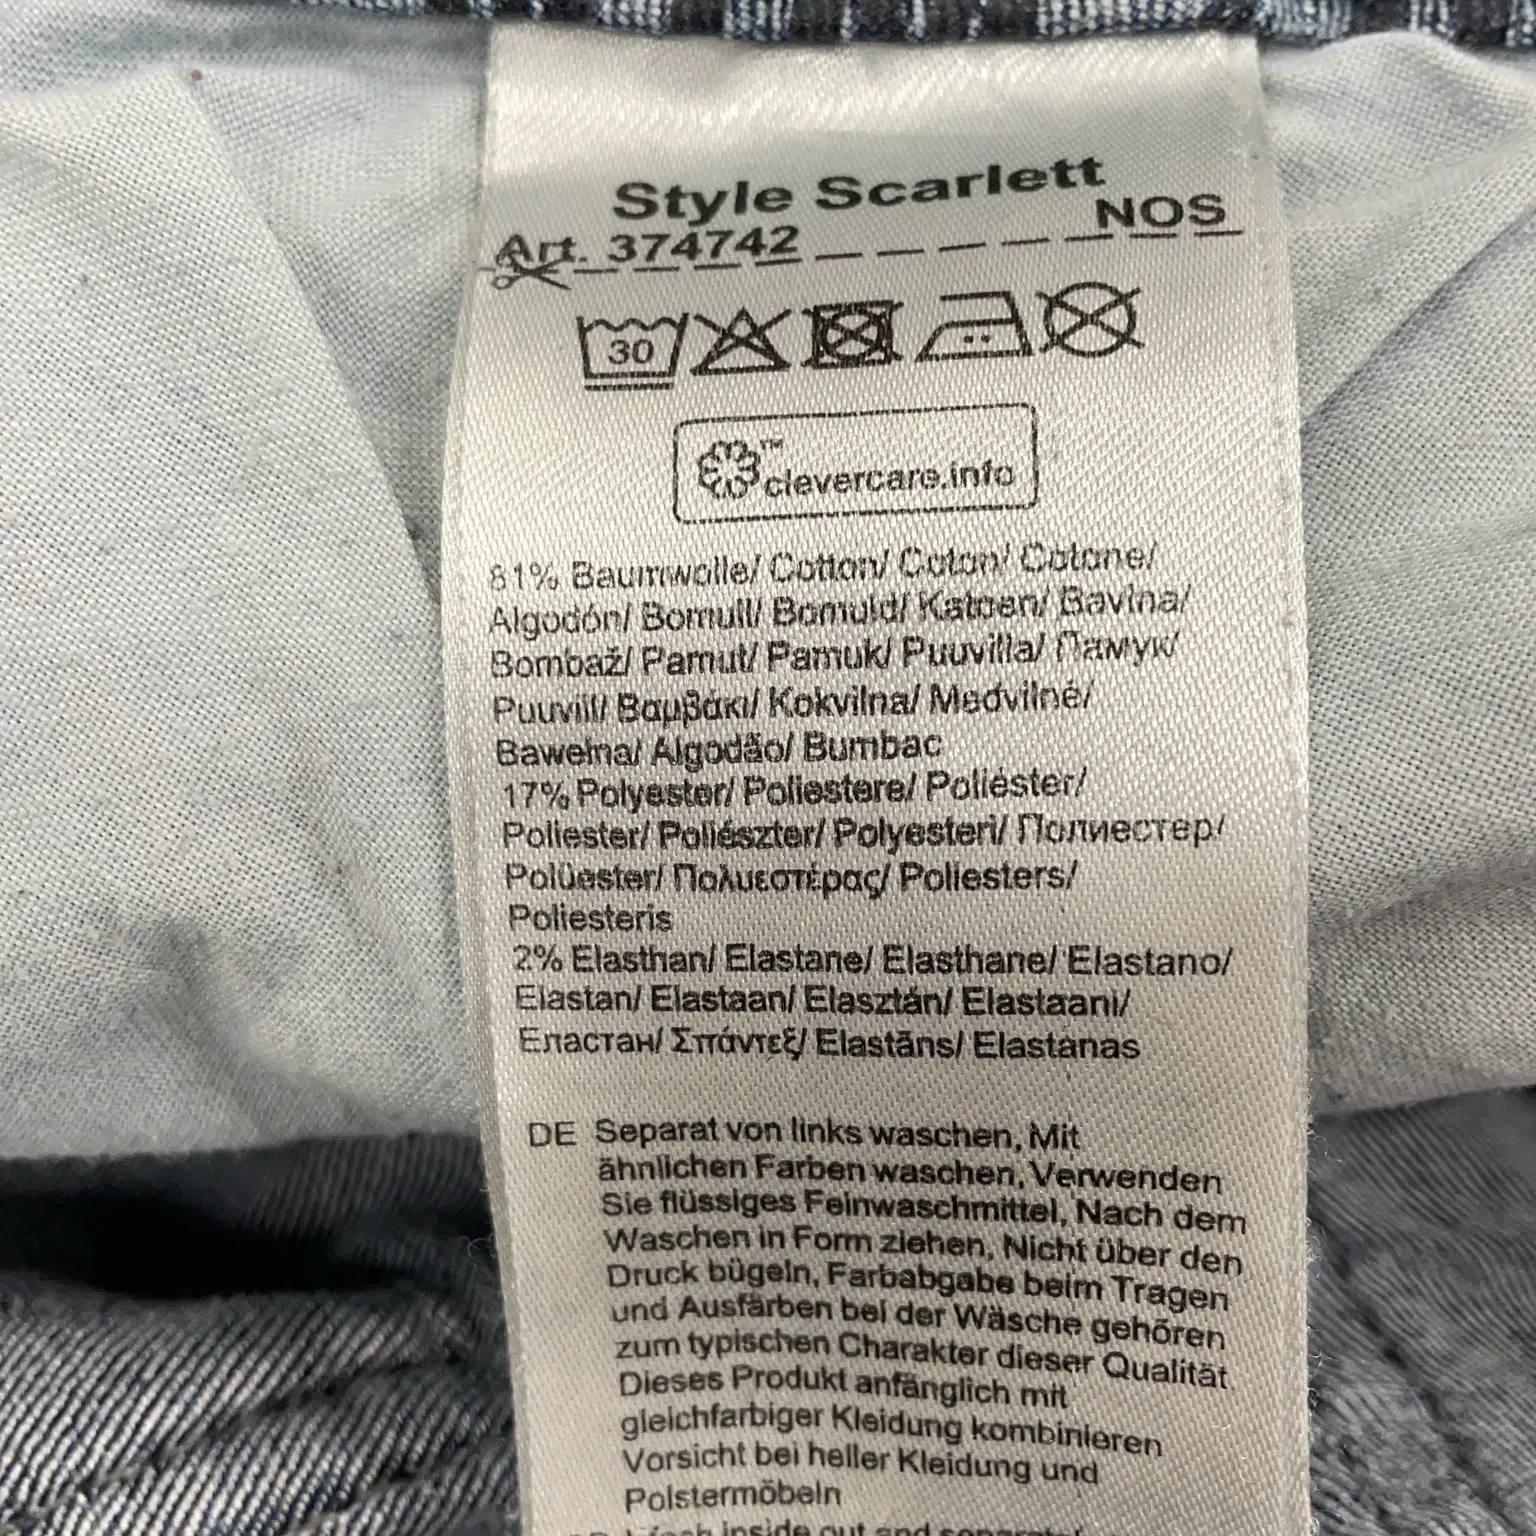 Style Scarlett
NOS
Art. 374742
30
™
clevercare.info
81% Baumwolle/ Cotton/ Coton/ Cotone/
Algodón/ Bomull/ Bomuld/ Katoen/ Bavlna/
Bombaž/ Pamut/ Pamuk/ Puuvilla/ Памук/
Puuvill/ Βαμβάκι/ Kokvilna/ Medvilné/
Bawełna/ Algodão/ Bumbac
17% Polyester/ Poliestere/ Poliéster/
Poliester/ Poliészter/ Polyesteri/ Полиестер/
Polüester/ Πολυεστέρας/ Poliesters/
Poliesteris
2% Elasthan/ Elastane/ Elasthane/ Elastano/
Elastan/ Elastaan/ Elasztán/ Elastaani/
Еластан/ Σπάντεξ/ Elastāns/ Elastanas
DE Separat von links waschen, Mit
ähnlichen Farben waschen, Verwenden
Sie flüssiges Feinwaschmittel, Nach dem
Waschen in Form ziehen, Nicht über den
Druck bügeln, Farbabgabe beim Tragen
und Ausfärben bei der Wäsche gehören
zum typischen Charakter dieser Qualität.
Dieses Produkt anfänglich mit
gleichfarbiger Kleidung kombinieren
Vorsicht bei heller Kleidung und
Polstermöbeln
inside out and